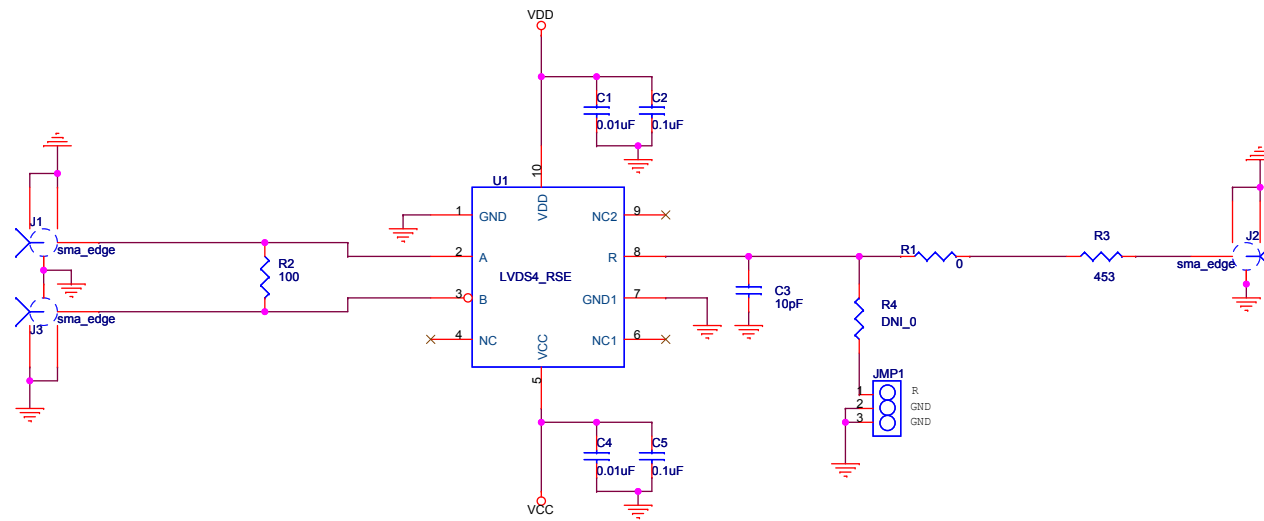 VDD
C1
C2
0.01uF
0.1uF
10
U1
J1
sma_edge
1
GND
VDD
NC2
9
2
A
R
8
R1
0
R3
453
J2
sma_edge
R2
100
LVDS4_RSE
3
B
GND1
7
C3
10pF
R4
DNI_0
sma_edge
J3
4
NC
VCC
NC1
6
5
JMP1
1
R
2
GND
3
GND
C4
C5
0.01uF
0.1uF
VCC